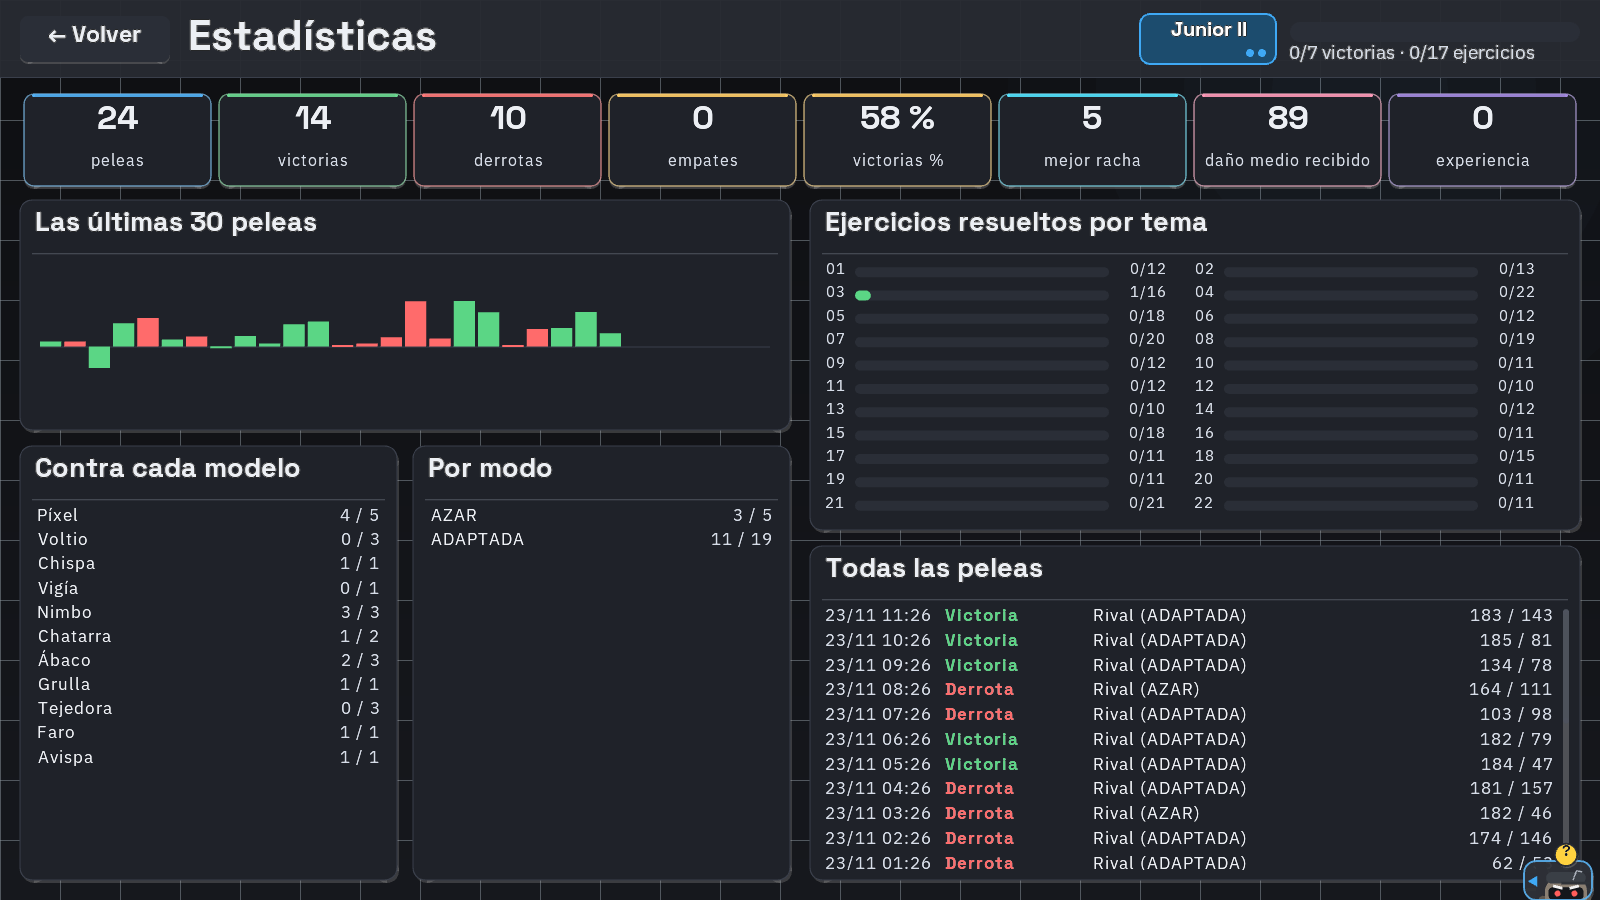 ← Volver
Estadísticas
Junior II
0/7 victorias · 0/17 ejercicios
24
peleas
14
victorias
10
derrotas
0
empates
58 %
victorias %
5
mejor racha
89
daño medio recibido
0
experiencia
Las últimas 30 peleas
Contra cada modelo
Píxel 4 / 5
Voltio 0 / 3
Chispa 1 / 1
Vigía 0 / 1
Nimbo 3 / 3
Chatarra 1 / 2
Ábaco 2 / 3
Grulla 1 / 1
Tejedora 0 / 3
Faro 1 / 1
Avispa 1 / 1
Por modo
AZAR 3 / 5
ADAPTADA 11 / 19
Ejercicios resueltos por tema
01 0/12 02 0/13
03 1/16 04 0/22
05 0/18 06 0/12
07 0/20 08 0/19
09 0/12 10 0/11
11 0/12 12 0/10
13 0/10 14 0/12
15 0/18 16 0/11
17 0/11 18 0/15
19 0/11 20 0/11
21 0/21 22 0/11
Todas las peleas
23/11 11:26 Victoria Rival (ADAPTADA) 183 / 143
23/11 10:26 Victoria Rival (ADAPTADA) 185 / 81
23/11 09:26 Victoria Rival (ADAPTADA) 134 / 78
23/11 08:26 Derrota Rival (AZAR) 164 / 111
23/11 07:26 Derrota Rival (ADAPTADA) 103 / 98
23/11 06:26 Victoria Rival (ADAPTADA) 182 / 79
23/11 05:26 Victoria Rival (ADAPTADA) 184 / 47
23/11 04:26 Derrota Rival (ADAPTADA) 181 / 157
23/11 03:26 Derrota Rival (AZAR) 182 / 46
23/11 02:26 Derrota Rival (ADAPTADA) 174 / 146
23/11 01:26 Derrota Rival (ADAPTADA) 62 /
?